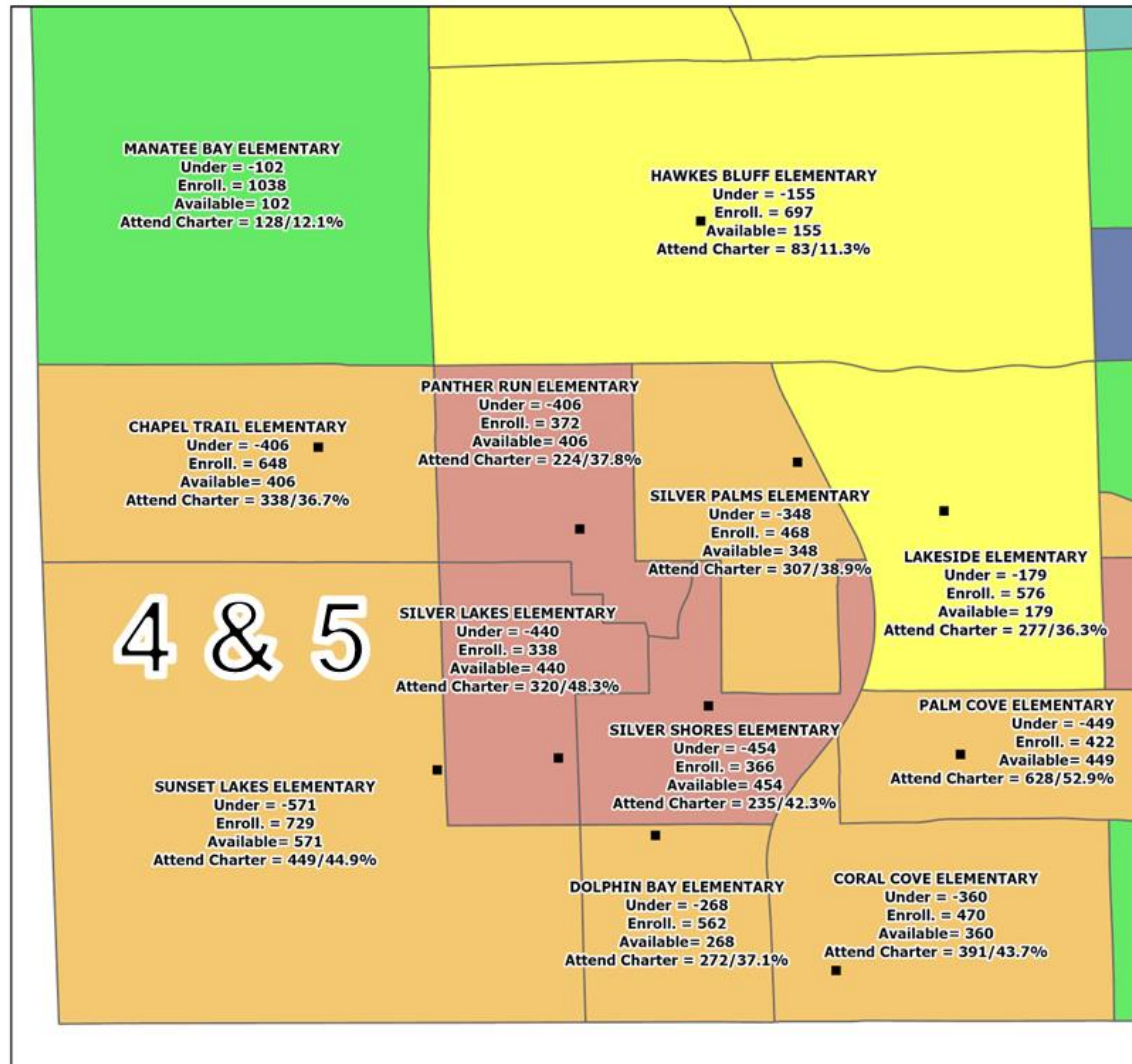 MANATEE BAY ELEMENTARY
Under = -102
Enroll. = 1038
Available= 102
Attend Charter = 128/12.1%
HAWKES BLUFF ELEMENTARY
Under = -155
Enroll. = 697
Available= 155
Attend Charter = 83/11.3%
PANTHER RUN ELEMENTARY
Under = -406
Enroll. = 372
Available= 406
Attend Charter = 224/37.8%
CHAPEL TRAIL ELEMENTARY
Under = -406
Enroll. = 648
Available= 406
Attend Charter = 338/36.7%
SILVER PALMS ELEMENTARY
Under = -348
Enroll. = 468
Available= 348
Attend Charter = 307/38.9%
LAKESIDE ELEMENTARY
Under = -179
Enroll. = 576
Available= 179
Attend Charter = 277/36.3%
4 & 5
SILVER LAKES ELEMENTARY
Under = -440
Enroll. = 338
Available= 440
Attend Charter = 320/48.3%
SILVER SHORES ELEMENTARY
Under = -454
Enroll. = 366
Available= 454
Attend Charter = 235/42.3%
PALM COVE ELEMENTARY
Under = -449
Enroll. = 422
Available= 449
Attend Charter = 628/52.9%
SUNSET LAKES ELEMENTARY
Under = -571
Enroll. = 729
Available= 571
Attend Charter = 449/44.9%
DOLPHIN BAY ELEMENTARY
Under = -268
Enroll. = 562
Available= 268
Attend Charter = 272/37.1%
CORAL COVE ELEMENTARY
Under = -360
Enroll. = 470
Available= 360
Attend Charter = 391/43.7%